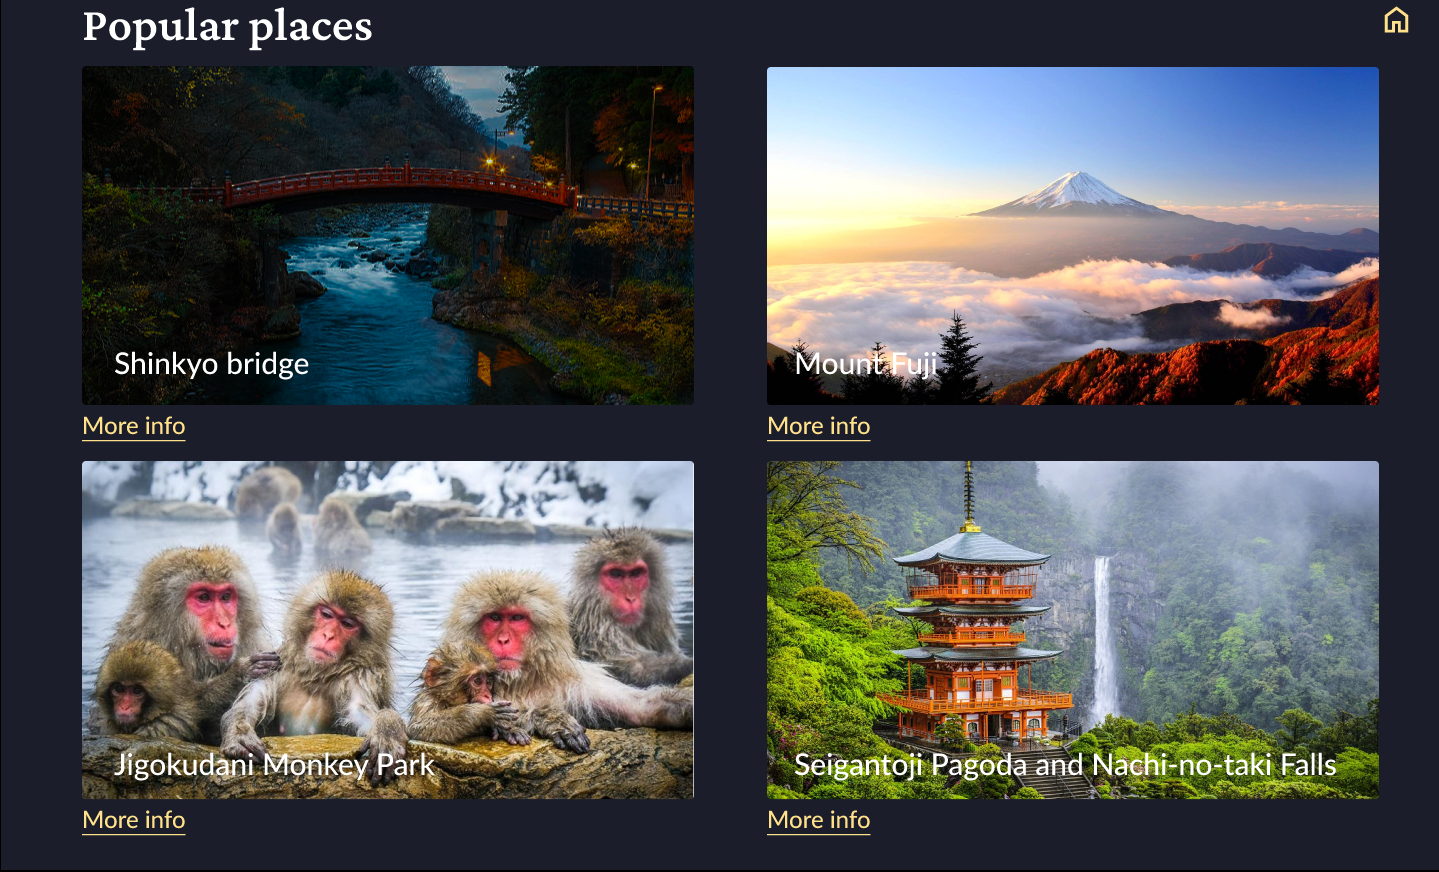 Popular places
Shinkyo bridge
Mount Fuji
More info
More info
Jigokudani Monkey Park
Seigantoji Pagoda and Nachi-no-taki Falls
More info
More info